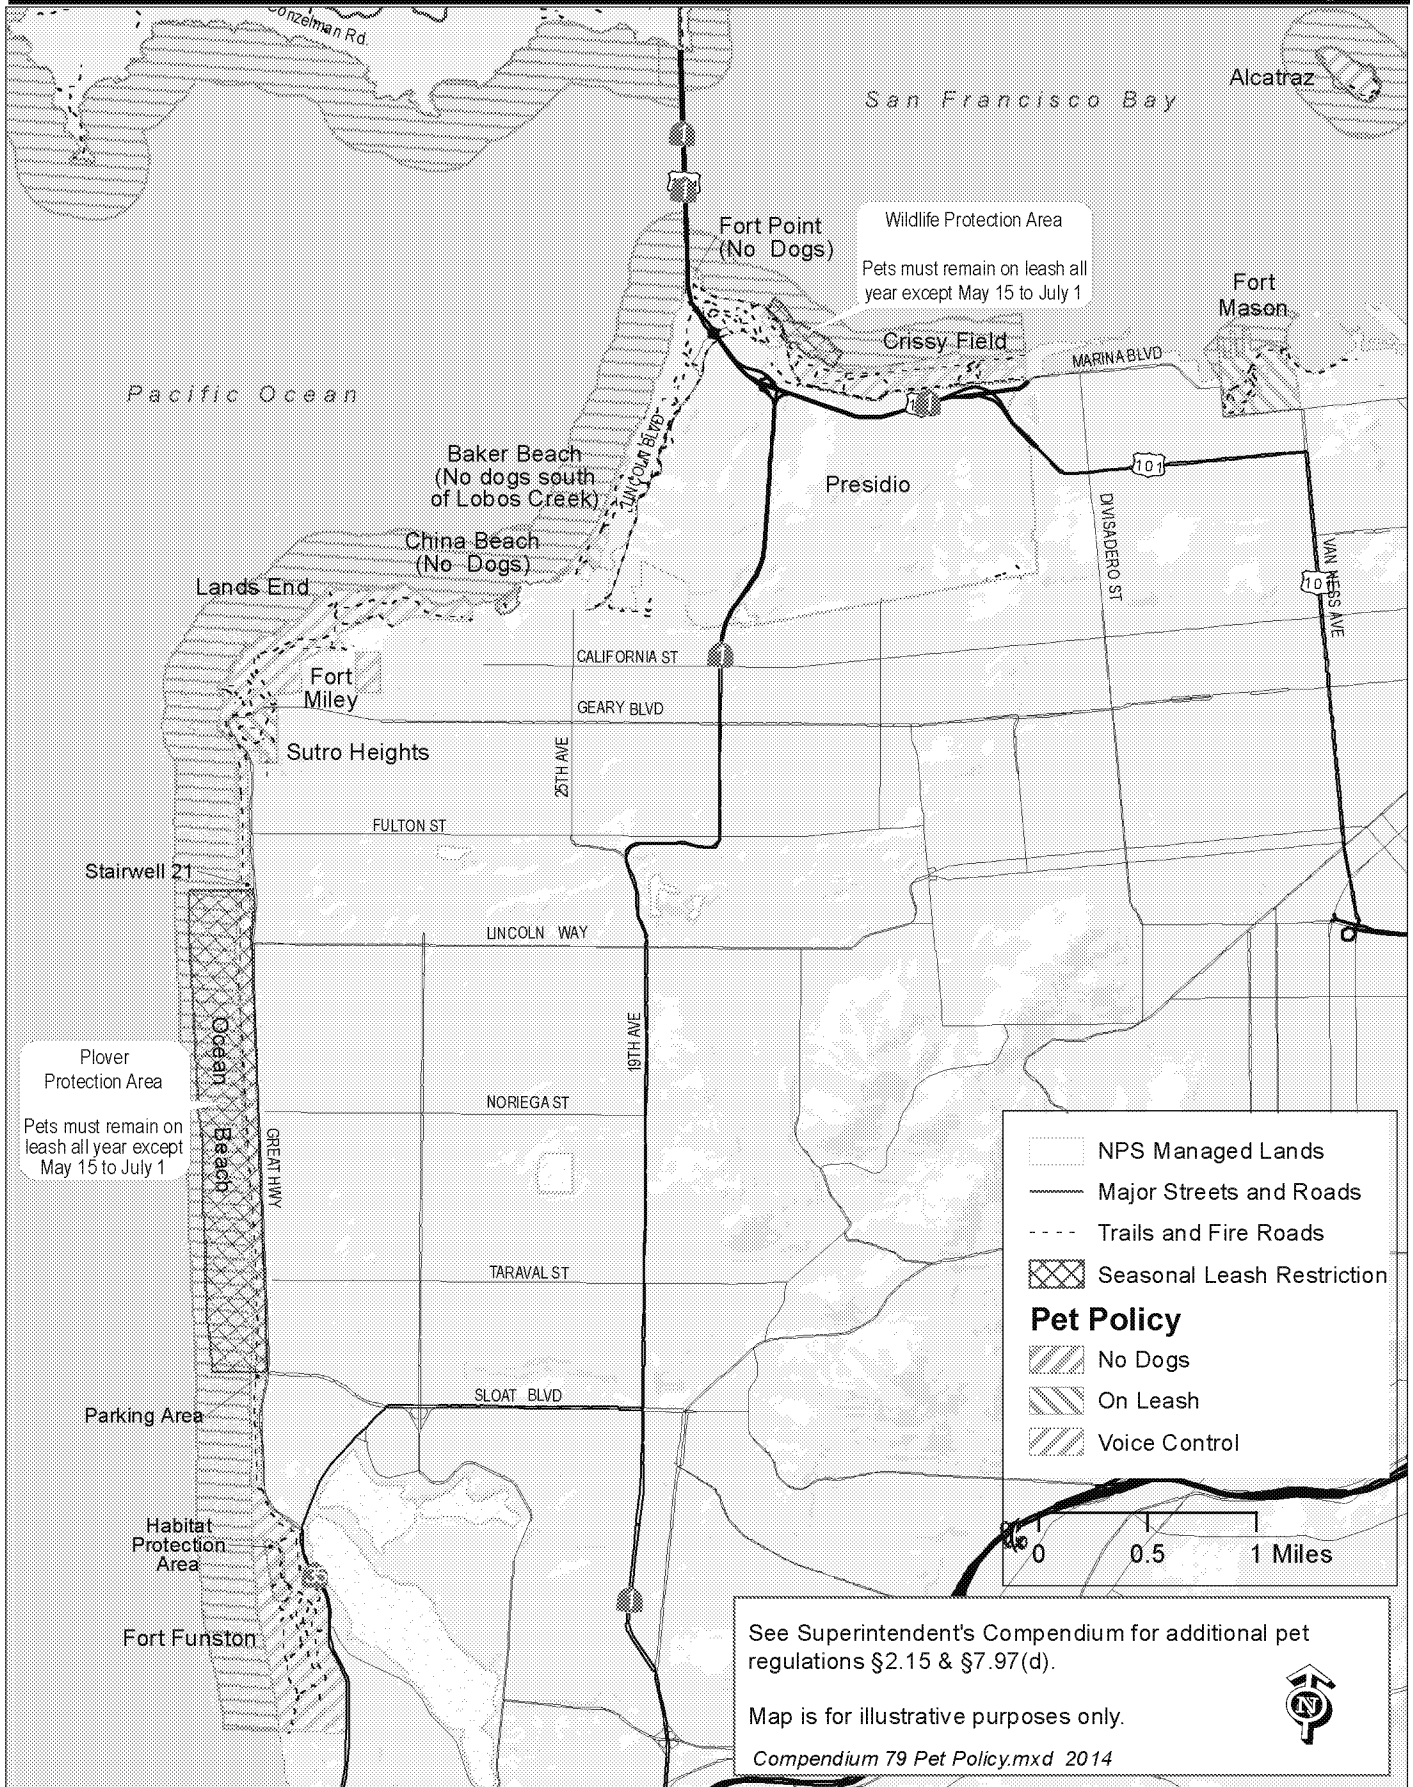 Conzelman Rd.
Alcatraz
San Francisco Bay
1
1
Fort Point
(No Dogs)
Wildlife Protection Area
Pets must remain on leash all
year except May 15 to July 1
Fort
Mason
Crissy Field
MARINA BLVD
Pacific Ocean
LINCOLN BLVD
Baker Beach
(No dogs south
of Lobos Creek)
101
Presidio
DIVISADERO ST
China Beach
(No Dogs)
VAN NESS AVE
101
Lands End
CALIFORNIA ST
1
Fort
Miley
GEARY BLVD
Sutro Heights
25TH AVE
FULTON ST
Stairwell 21
LINCOLN WAY
19TH AVE
Ocean Beach
Plover
Protection Area
Pets must remain on
leash all year except
May 15 to July 1
NORIEGA ST
GREAT HWY
TARAVAL ST
SLOAT BLVD
Parking Area
Habitat
Protection
Area
35
1
Fort Funston
NPS Managed Lands
Major Streets and Roads
Trails and Fire Roads
Seasonal Leash Restriction
Pet Policy
No Dogs
On Leash
Voice Control
0 0.5 1 Miles
See Superintendent's Compendium for additional pet
regulations §2.15 & §7.97(d).
Map is for illustrative purposes only.
Compendium 79 Pet Policy.mxd 2014
N